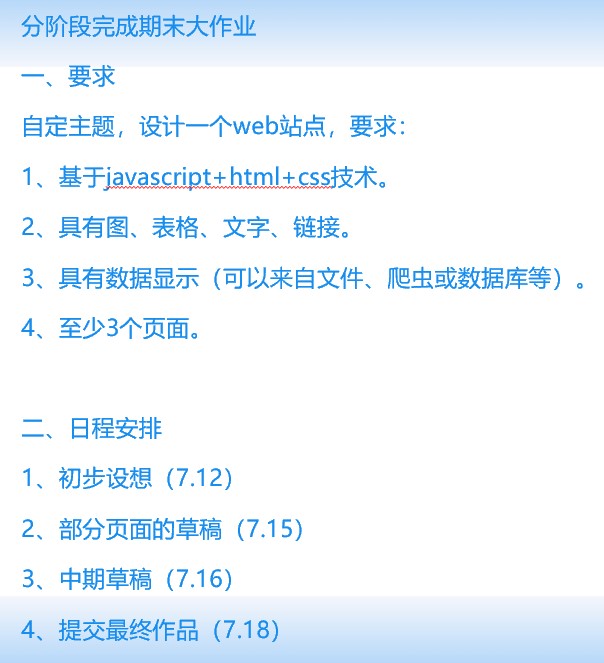 分阶段完成期末大作业
一、要求
自定主题，设计一个web站点，要求：
1、基于javascript+html+css技术。
2、具有图、表格、文字、链接。
3、具有数据显示（可以来自文件、爬虫或数据库等）。
4、至少3个页面。
二、日程安排
1、初步设想（7.12）
2、部分页面的草稿（7.15）
3、中期草稿（7.16）
4、提交最终作品（7.18）